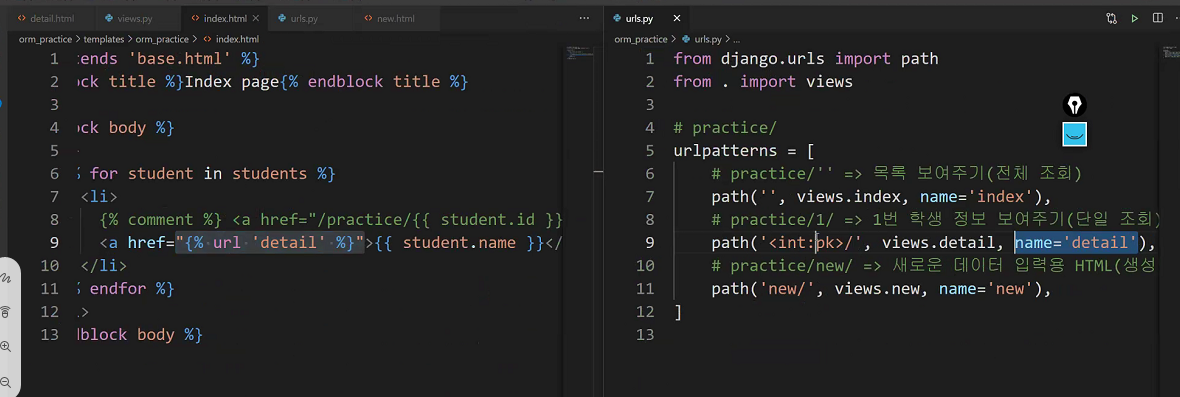 detail.html views.py index.html urls.py new.html
orm_practice > templates > orm_practice > index.html
1 :ends 'base.html' %}
2 ock title %}Index page{% endblock title %}
3
4 ock body %}
5
6 % for student in students %}
7 <li>
8 {% comment %} <a href="/practice/{{ student.id }}
9 <a href="{% url 'detail' %}">{{ student.name }}</
10 </li>
11 % endfor %}
12 .>
13 dblock body %}
urls.py
orm_practice > urls.py > ...
1 from django.urls import path
2 from . import views
3
4 # practice/
5 urlpatterns = [
6 # practice/'' => 목록 보여주기(전체 조회)
7 path('', views.index, name='index'),
8 # practice/1/ => 1번 학생 정보 보여주기(단일 조회)
9 path('<int:pk>/', views.detail, name='detail'),
10 # practice/new/ => 새로운 데이터 입력용 HTML(생성
11 path('new/', views.new, name='new'),
12 ]
13